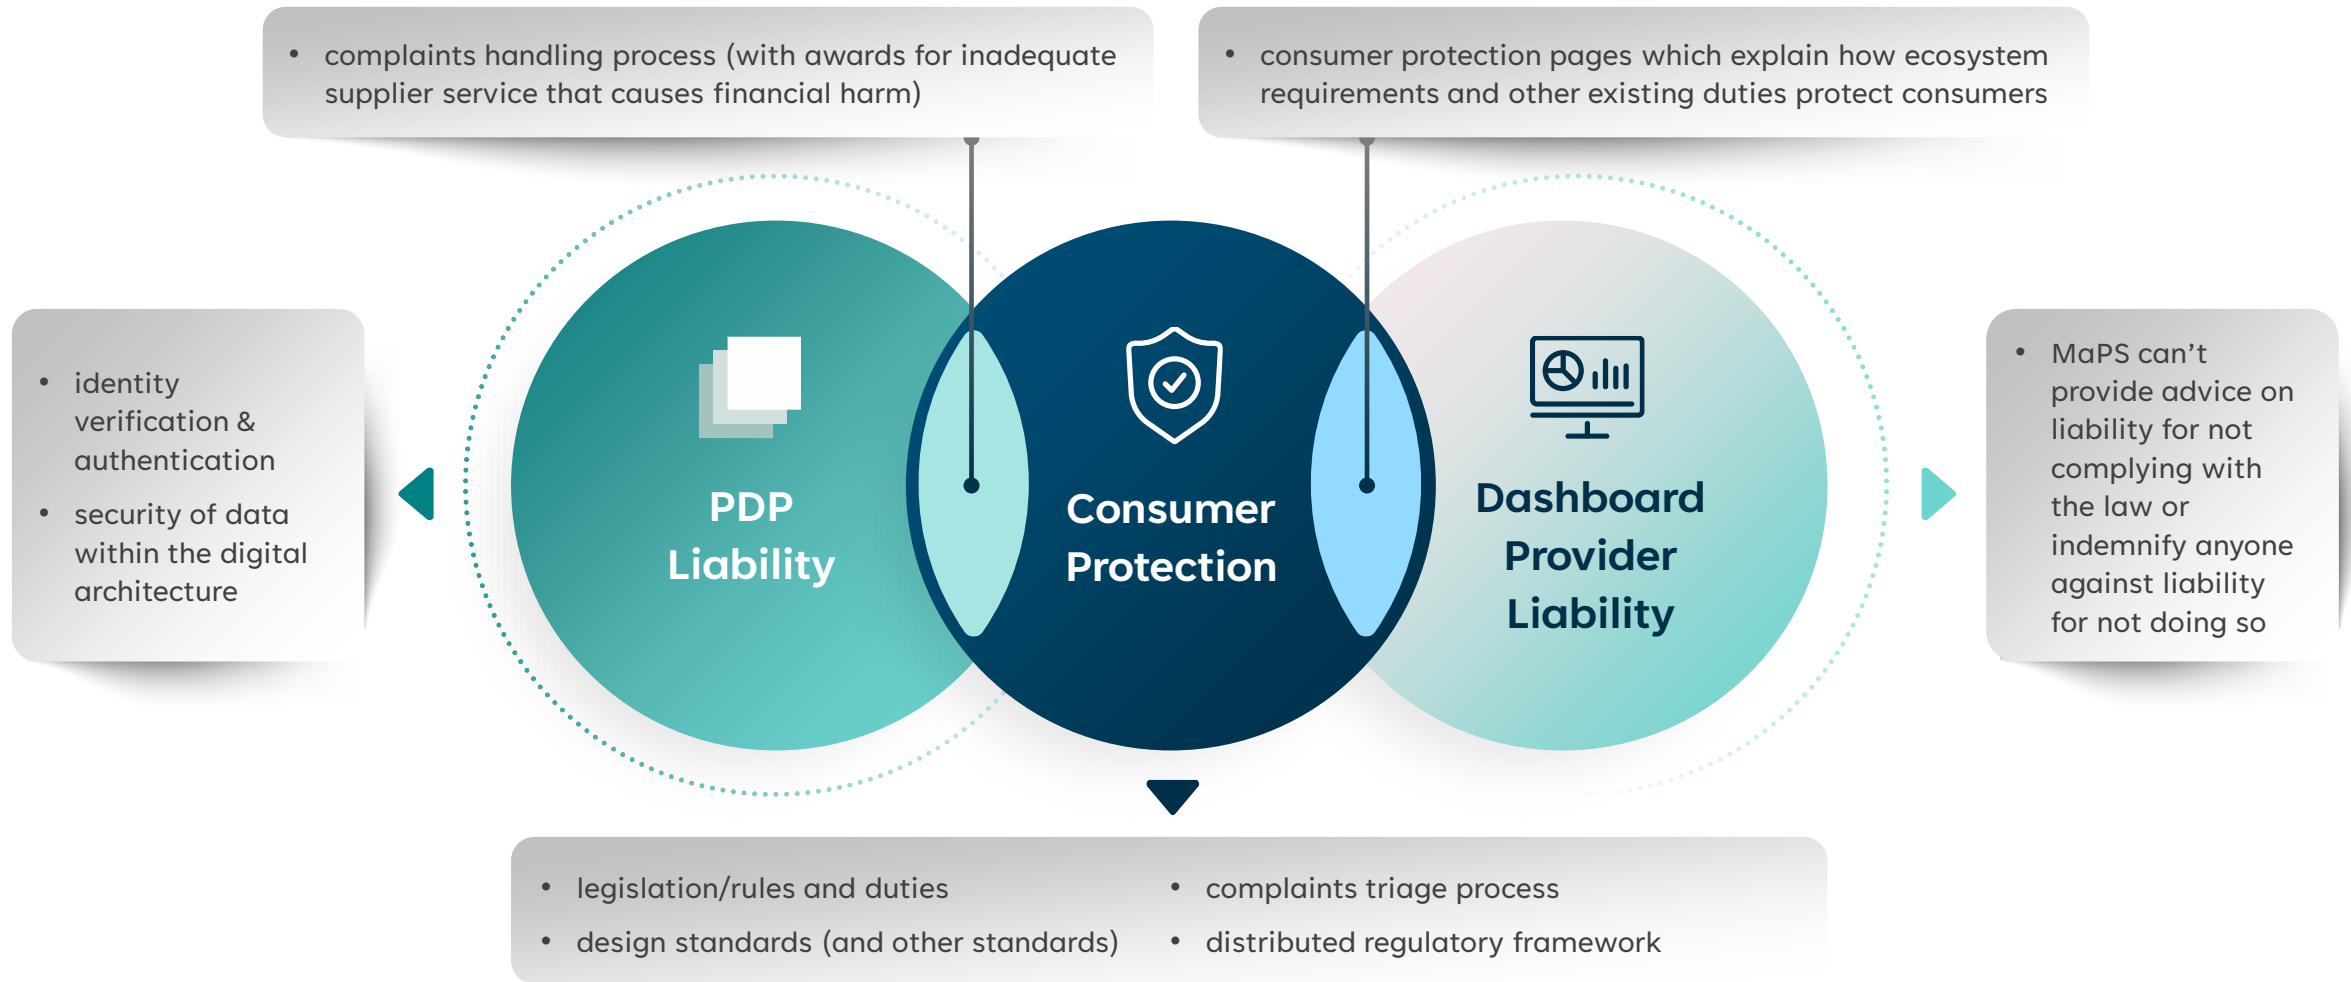 • complaints handling process (with awards for inadequate
supplier service that causes financial harm)
• consumer protection pages which explain how ecosystem
requirements and other existing duties protect consumers
• identity
verification &
authentication
• security of data
within the digital
architecture
PDP
Liability
Consumer
Protection
Dashboard
Provider
Liability
• MaPS can’t
provide advice on
liability for not
complying with
the law or
indemnify anyone
against liability
for not doing so
• legislation/rules and duties
• design standards (and other standards)
• complaints triage process
• distributed regulatory framework